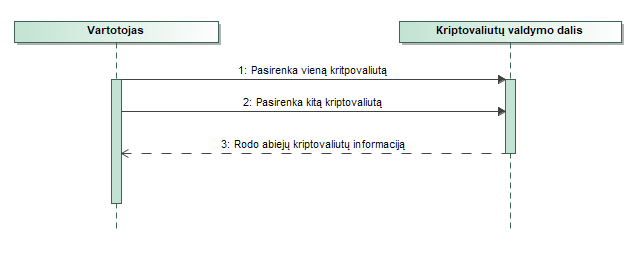 Vartotojas
Kriptovaliutų valdymo dalis
1: Pasirenka vieną kritpovaliutą
2: Pasirenka kitą kriptovaliutą
3: Rodo abiejų kriptovaliutų informaciją